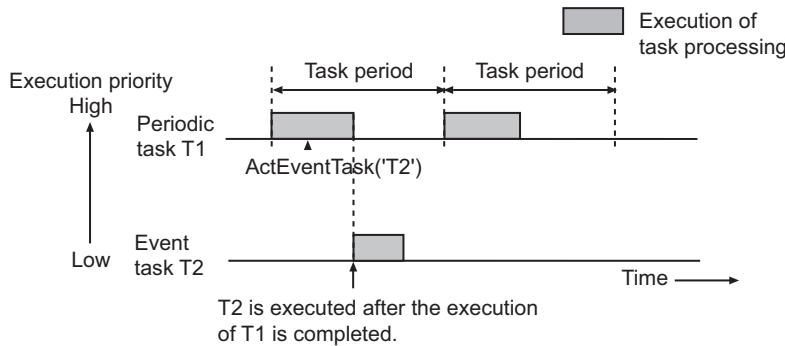 Execution of
task processing
Task period
Task period
Execution priority
High
Periodic
task T1
ActEventTask('T2')
Low
Event
task T2
Time
T2 is executed after the execution
of T1 is completed.